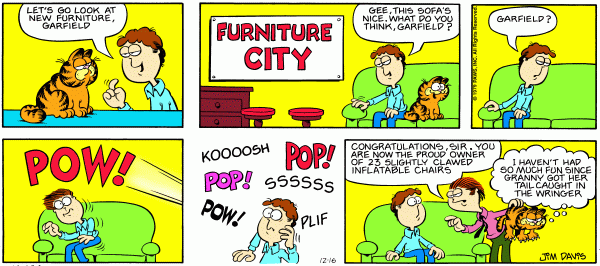 LET'S GO LOOK AT
NEW FURNITURE,
GARFIELD
FURNITURE
CITY
GEE, THIS SOFA'S
NICE. WHAT DO YOU
THINK, GARFIELD?
GARFIELD?
POW!
KOOOOSH
POP!
POP!
SSSSSS
POW!
PLIF
12-16
CONGRATULATIONS, SIR. YOU
ARE NOW THE PROUD OWNER
OF 23 SLIGHTLY CLAWED
INFLATABLE CHAIRS
I HAVEN'T HAD
SO MUCH FUN SINCE
GRANNY GOT HER
TAIL CAUGHT IN
THE WRINGER
JIM DAVIS